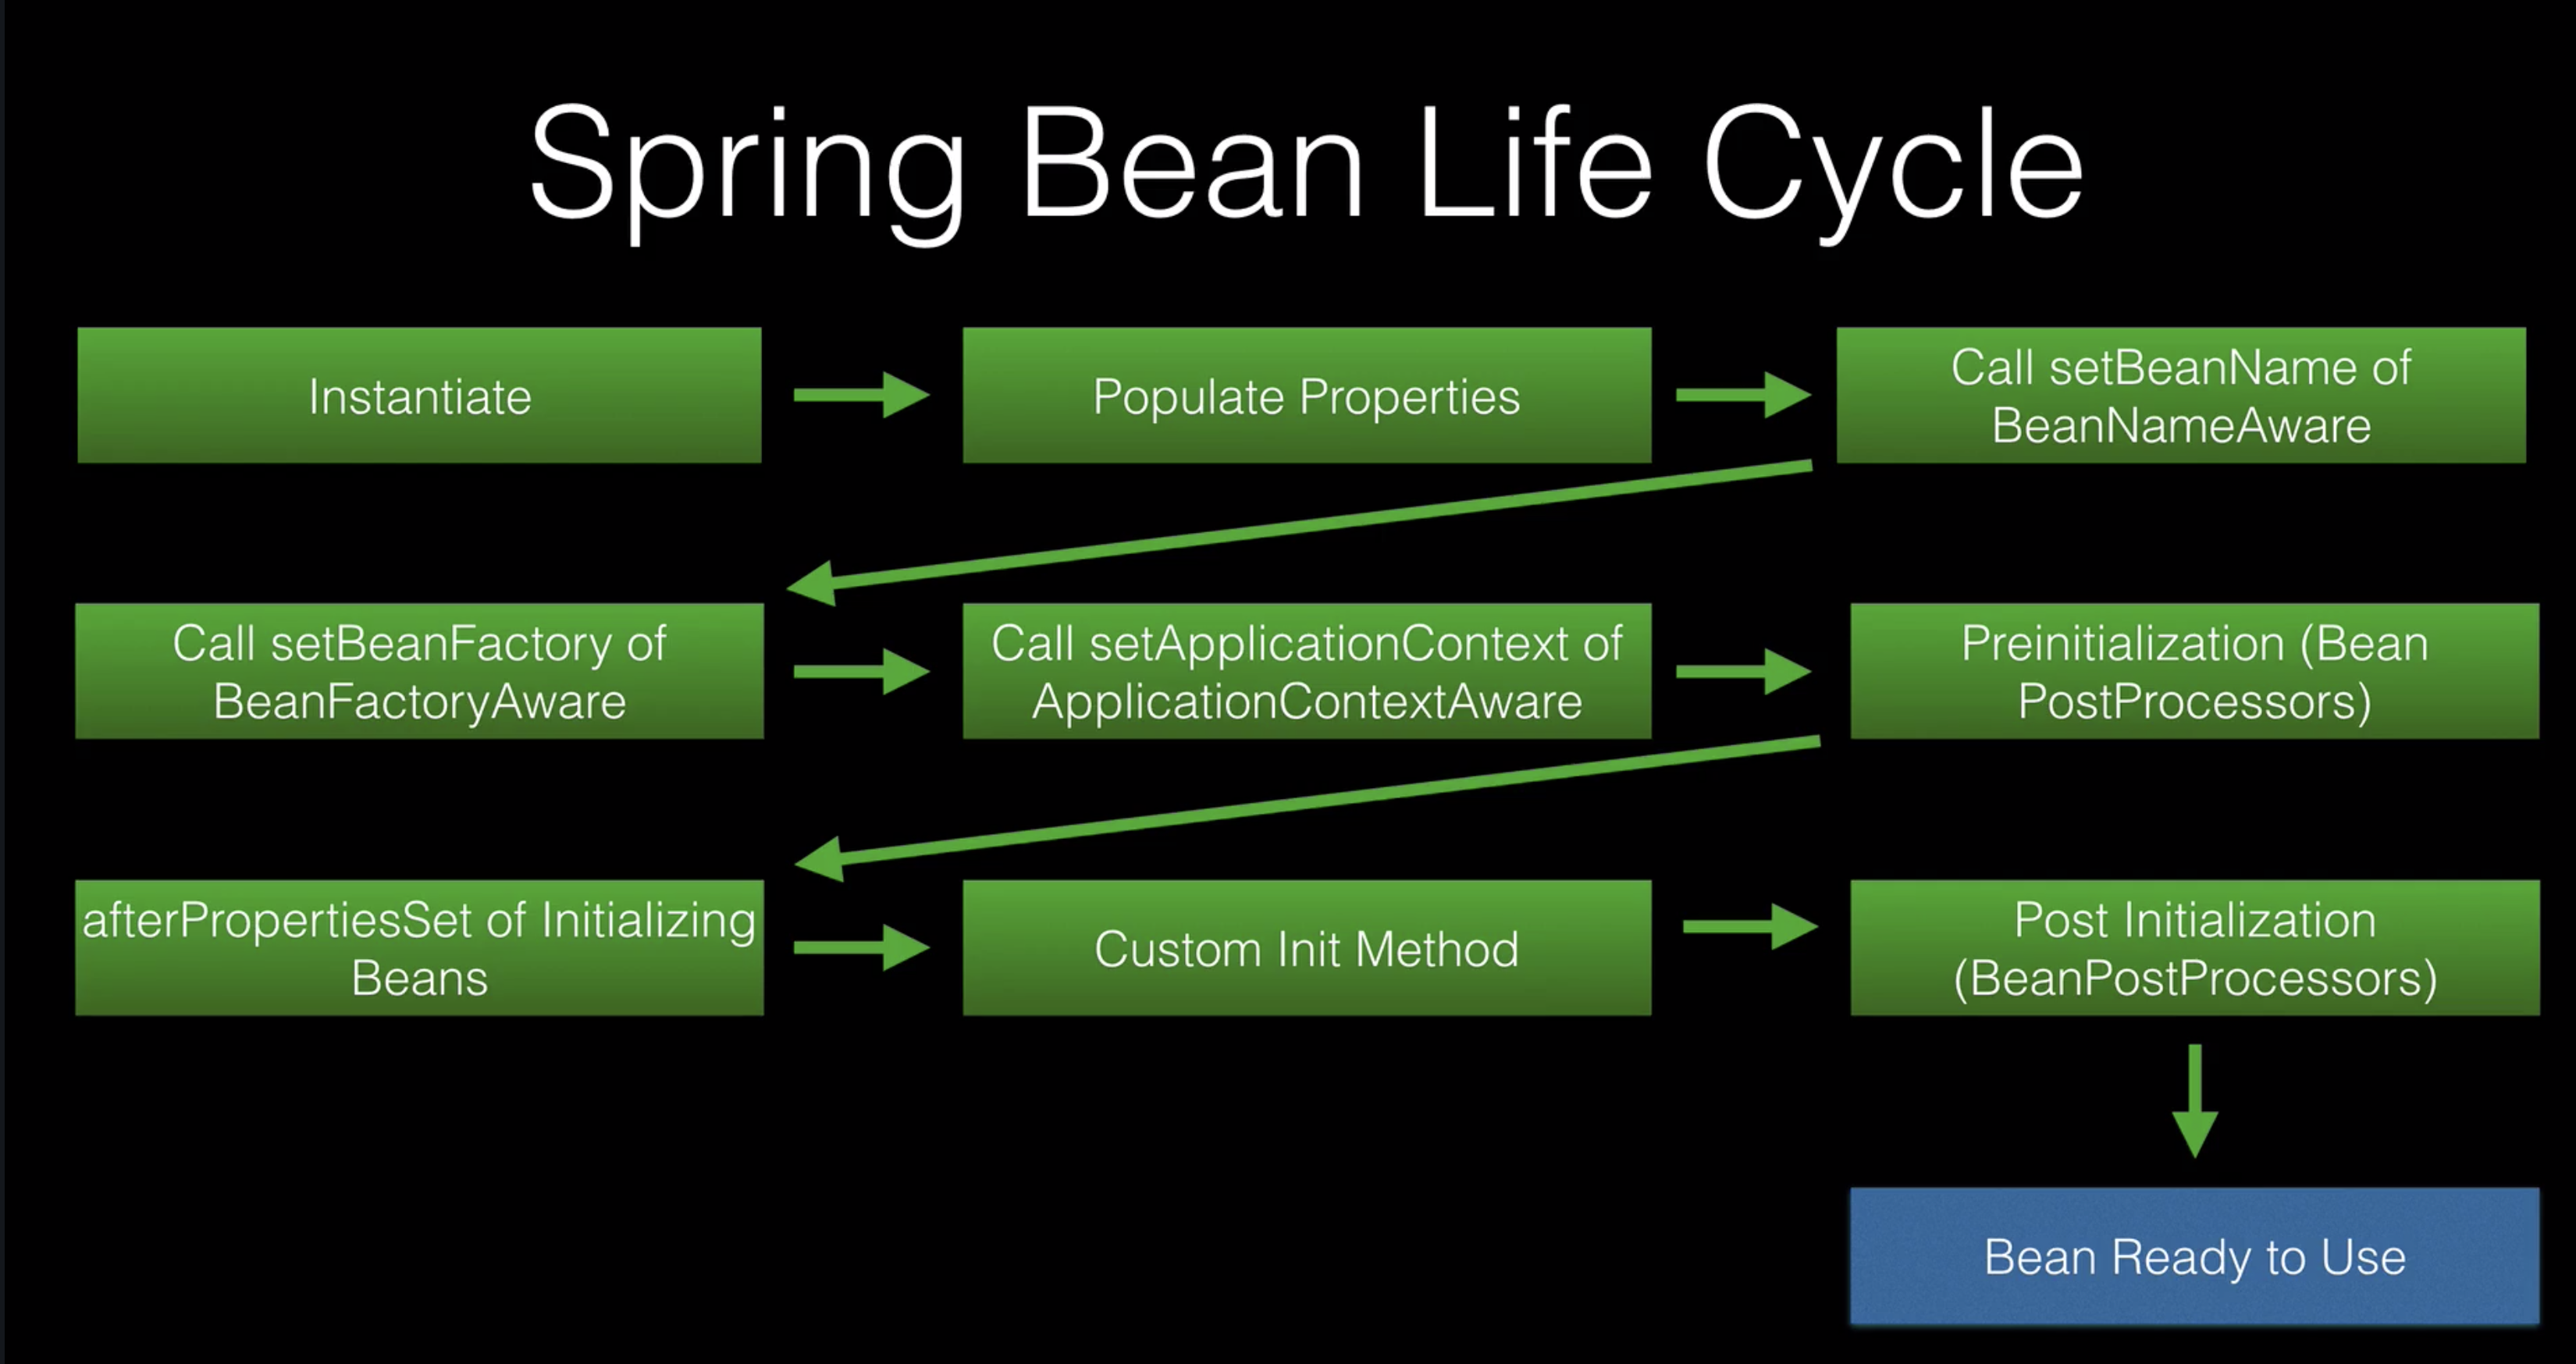 Spring Bean Life Cycle
Instantiate
Populate Properties
Call setBeanName of
BeanNameAware
Call setBeanFactory of
BeanFactoryAware
Call setApplicationContext of
ApplicationContextAware
Preinitialization (Bean
PostProcessors)
afterPropertiesSet of Initializing
Beans
Custom Init Method
Post Initialization
(BeanPostProcessors)
Bean Ready to Use